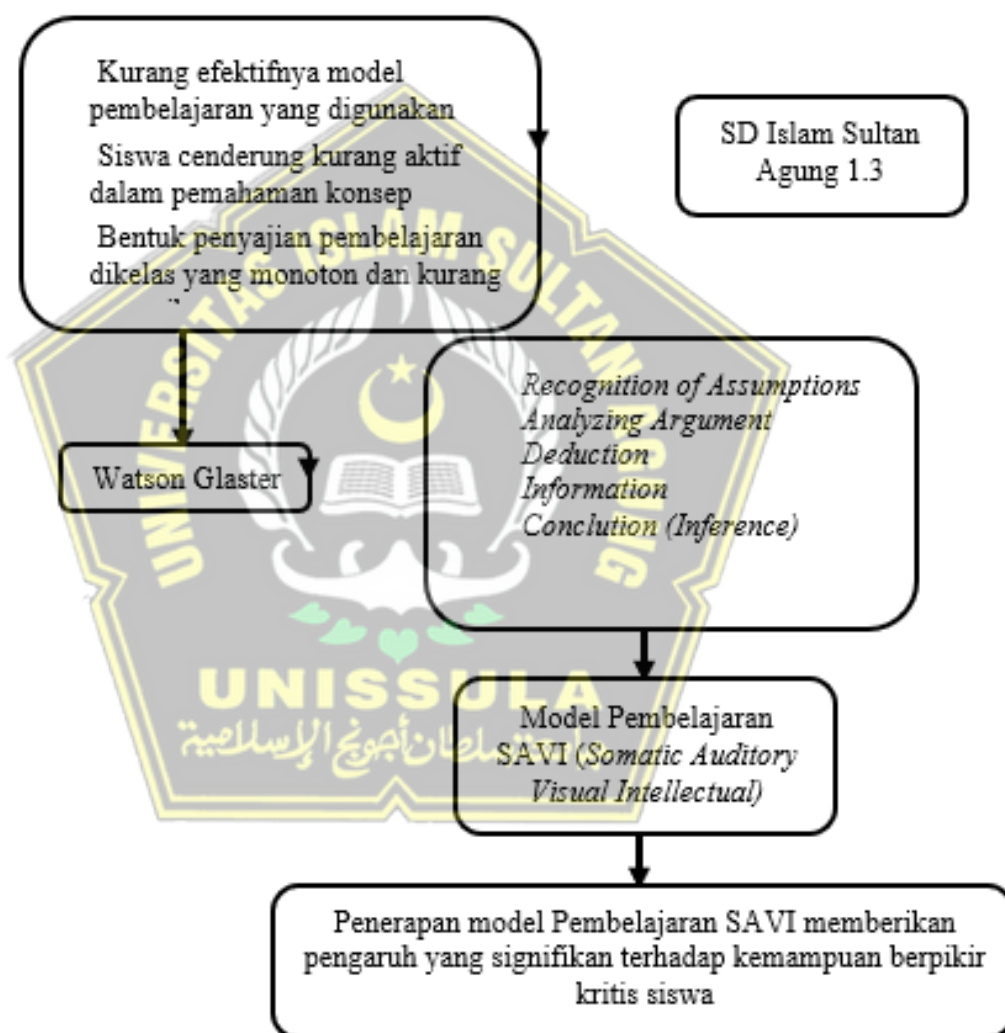 Kurang efektifnya model
pembelajaran yang digunakan
Siswa cenderung kurang aktif
dalam pemahaman konsep
Bentuk penyajian pembelajaran
dikelas yang monoton dan kurang
SD Islam Sultan
Agung 1.3
Watson Glaster
Recognition of Assumptions
Analyzing Argument
Deduction
Information
Conclution (Inference)
Model Pembelajaran
SAVI (Somatic Auditory
Visual Intellectual)
Penerapan model Pembelajaran SAVI memberikan
pengaruh yang signifikan terhadap kemampuan berpikir
kritis siswa
UNIVERSITAS ISLAM SULTAN AGUNG
UNISSULA
جامعة سلطان أجونج الإسلامية